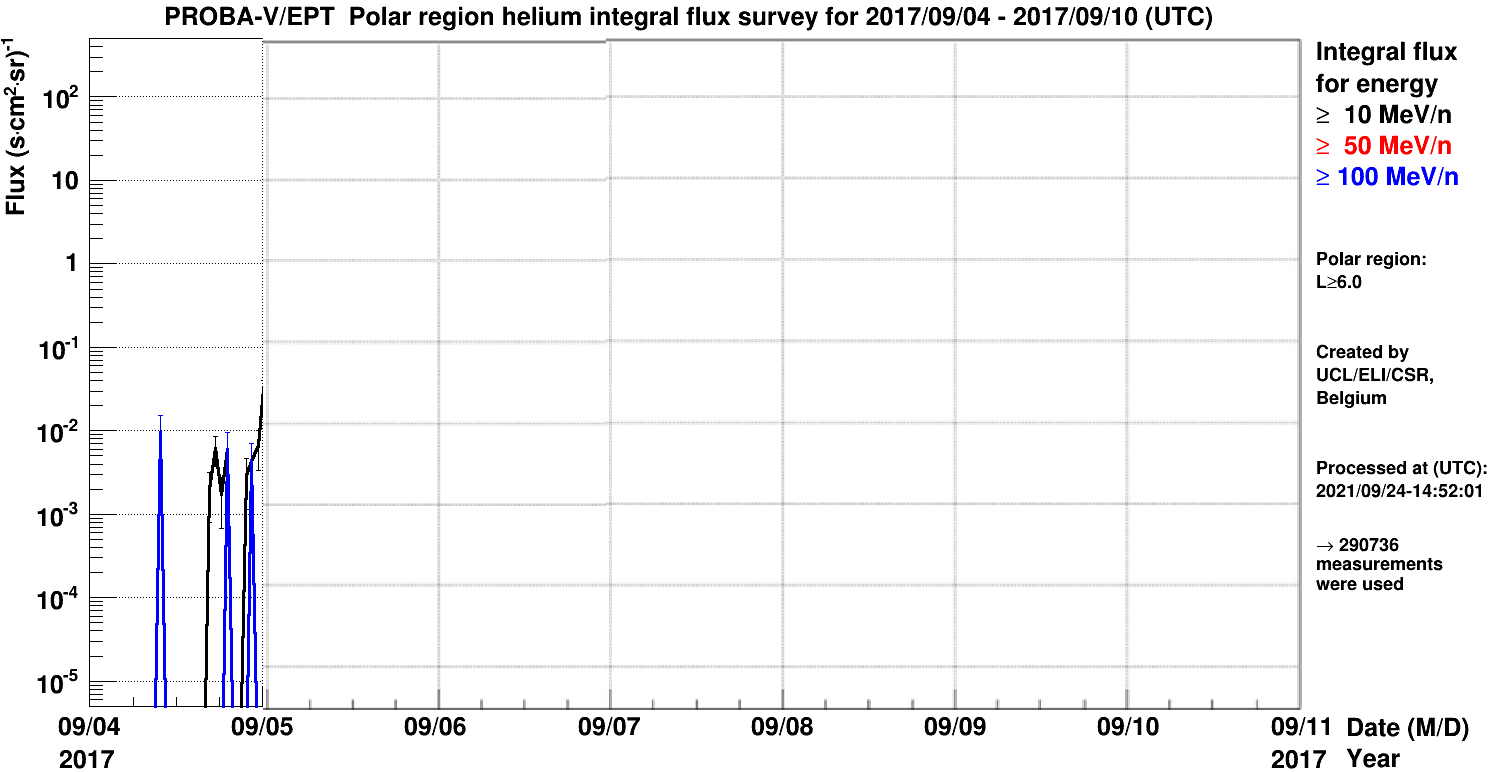 PROBA-V/EPT Polar region helium integral flux survey for 2017/09/04 - 2017/09/10 (UTC)
Flux (s·cm²·sr)⁻¹
10²
10
1
10⁻¹
10⁻²
10⁻³
10⁻⁴
10⁻⁵
09/04 09/05 09/06 09/07 09/08 09/09 09/10 09/11 Date (M/D)
2017 2017 Year
Integral flux
for energy
≥ 10 MeV/n
≥ 50 MeV/n
≥ 100 MeV/n
Polar region:
L≥6.0
Created by
UCL/ELI/CSR,
Belgium
Processed at (UTC):
2021/09/24-14:52:01
→ 290736
measurements
were used